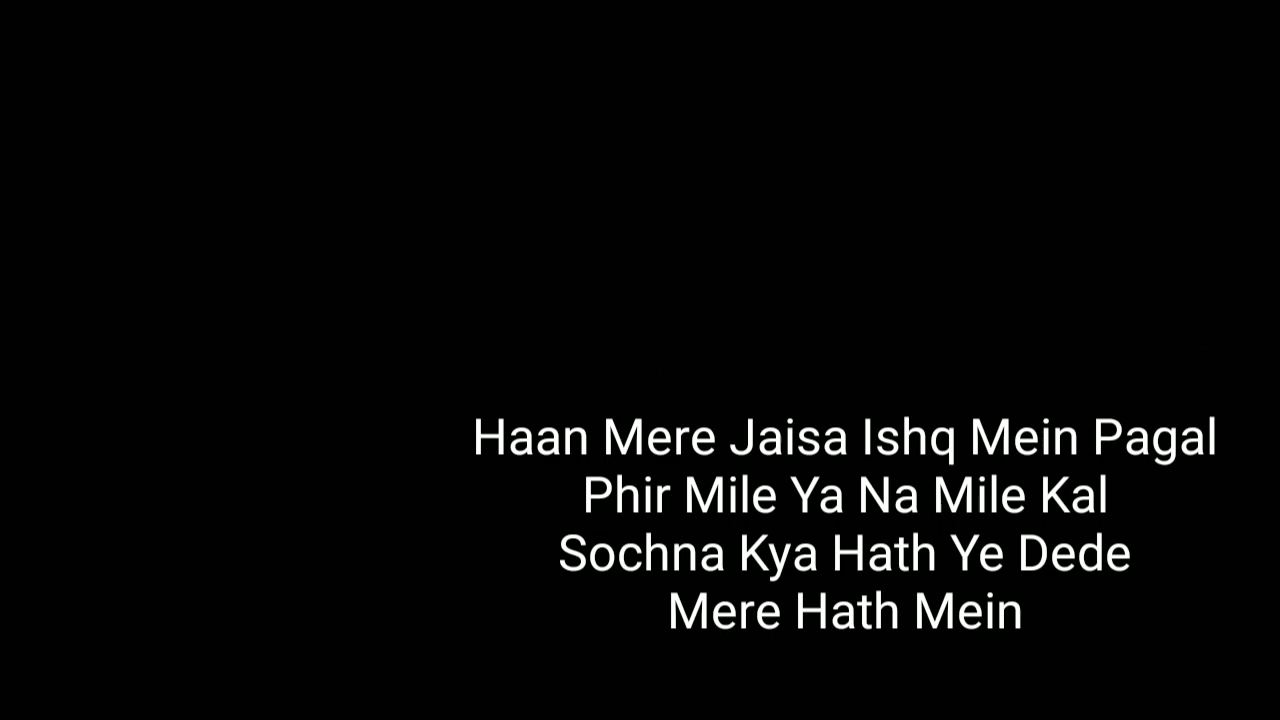 Haan Mere Jaisa Ishq Mein Pagal
Phir Mile Ya Na Mile Kal
Sochna Kya Hath Ye Dede
Mere Hath Mein